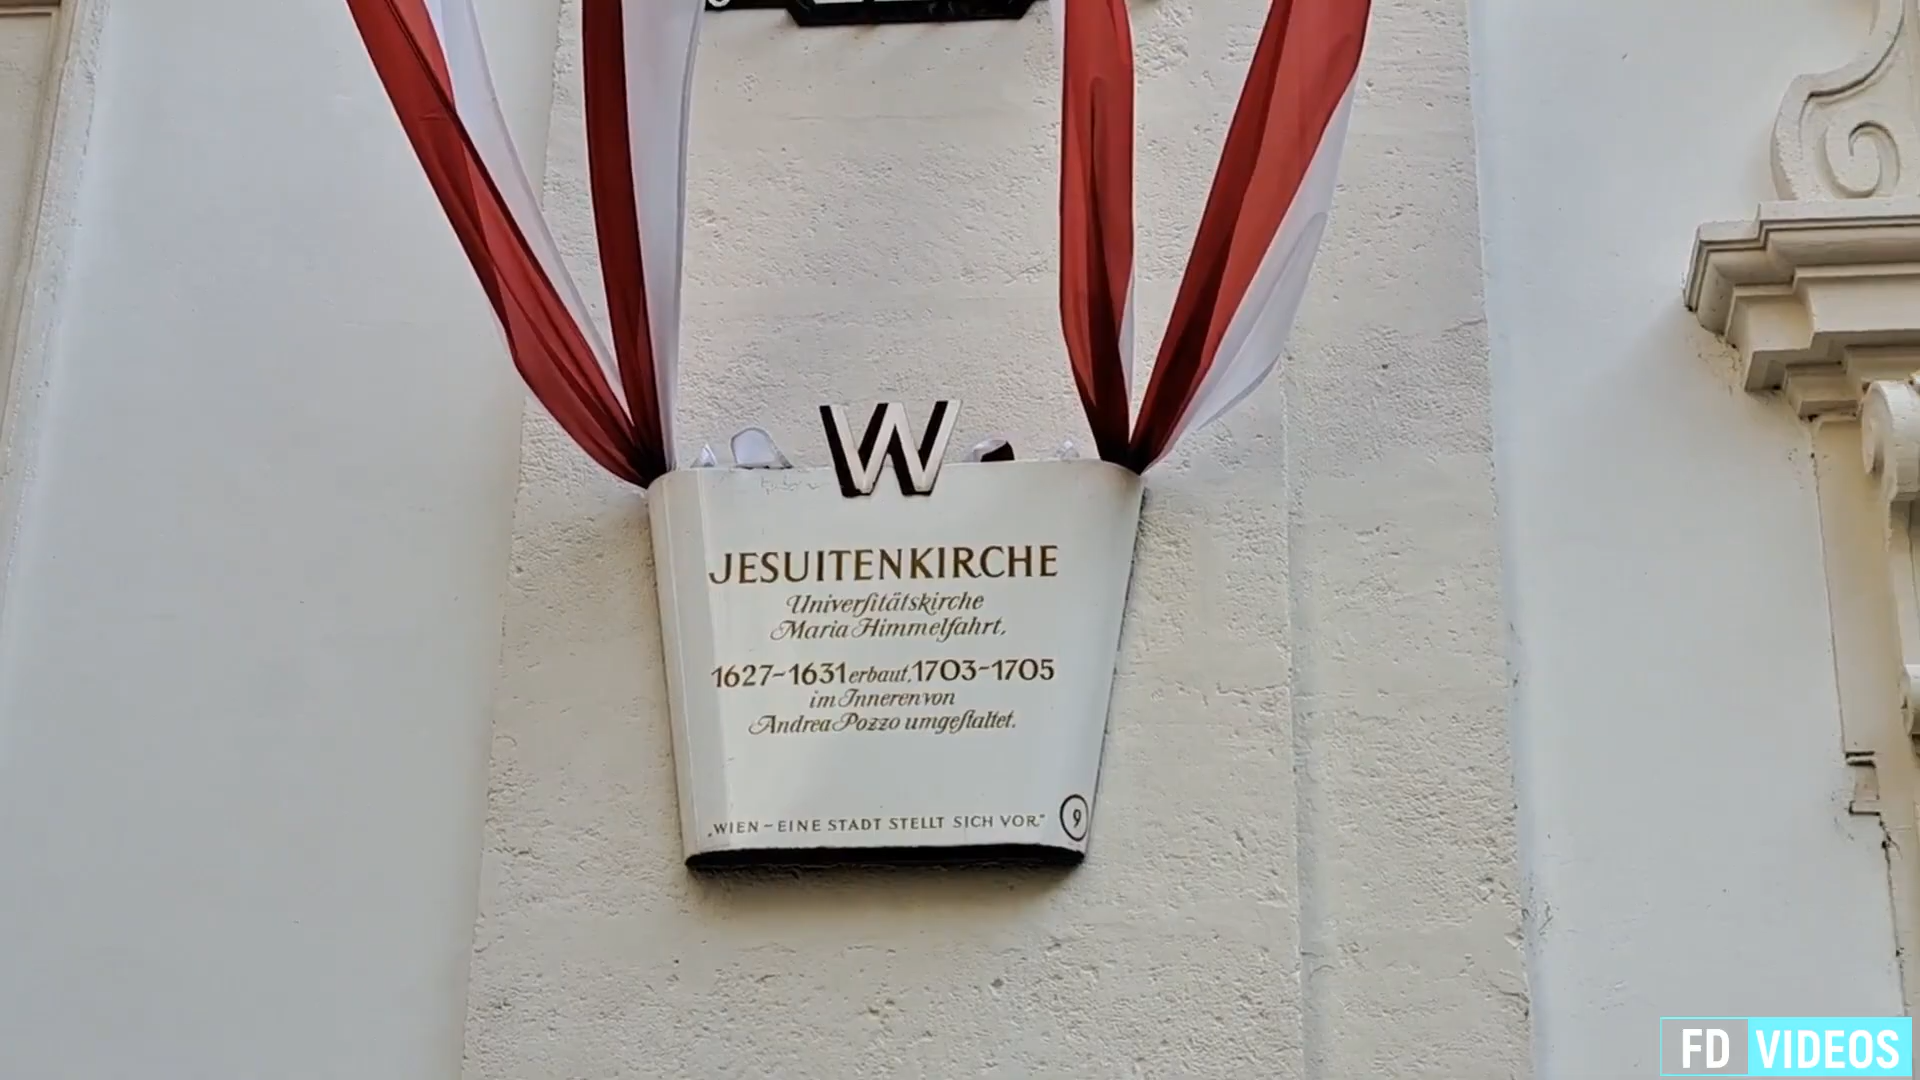 W
JESUITENKIRCHE
Univerſitätskirche
Maria Himmelfahrt,
1627-1631 erbaut, 1703-1705
im Inneren von
Andrea Pozzo umgeſtaltet.
„WIEN - EINE STADT STELLT SICH VOR."
9
FD VIDEOS